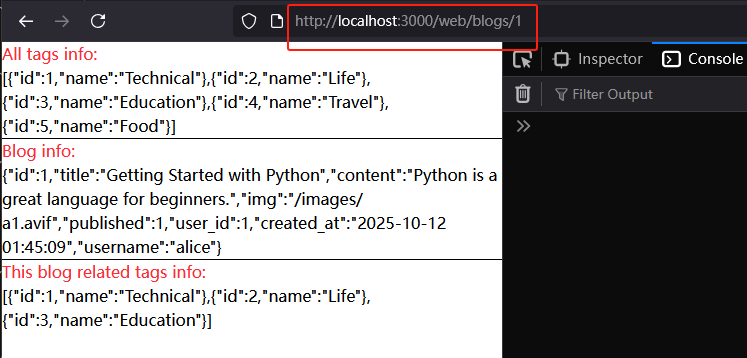 http://localhost:3000/web/blogs/1
All tags info:
[{"id":1,"name":"Technical"},{"id":2,"name":"Life"},
{"id":3,"name":"Education"},{"id":4,"name":"Travel"},
{"id":5,"name":"Food"}]
Blog info:
{"id":1,"title":"Getting Started with Python","content":"Python is a
great language for beginners.","img":"/images/
a1.avif","published":1,"user_id":1,"created_at":"2025-10-12
01:45:09","username":"alice"}
This blog related tags info:
[{"id":1,"name":"Technical"},{"id":2,"name":"Life"},
{"id":3,"name":"Education"}]
Inspector
Console
Filter Output